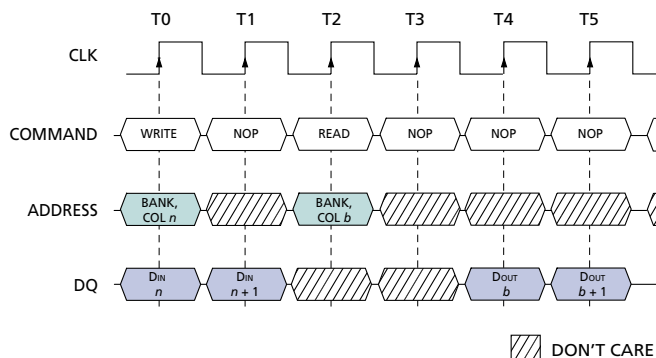 T0 T1 T2 T3 T4 T5
CLK
COMMAND WRITE NOP READ NOP NOP NOP
ADDRESS BANK, COL n BANK, COL b
DQ DIN n DIN n + 1 DOUT b DOUT b + 1
DON'T CARE